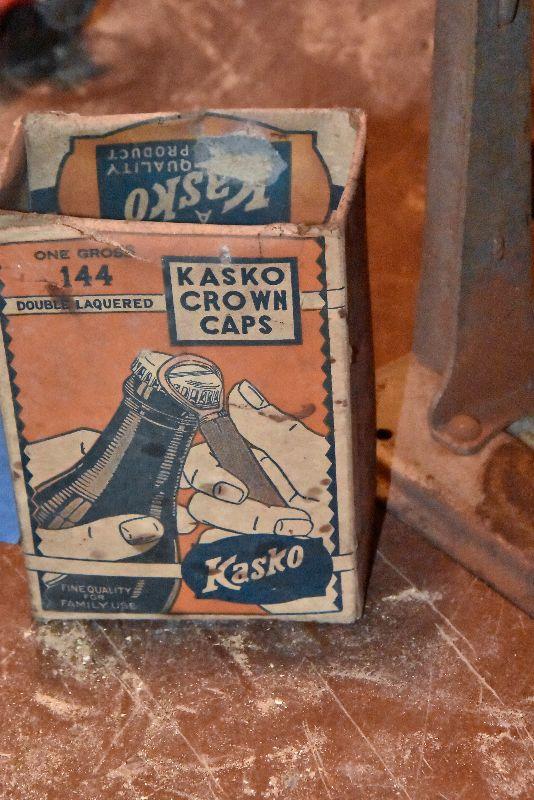 QUALITY
PRODUCT
A
Kasko
ONE GROSS
144
DOUBLE LAQUERED
KASKO
CROWN
CAPS
Kasko
FINE QUALITY
FOR
FAMILY USE